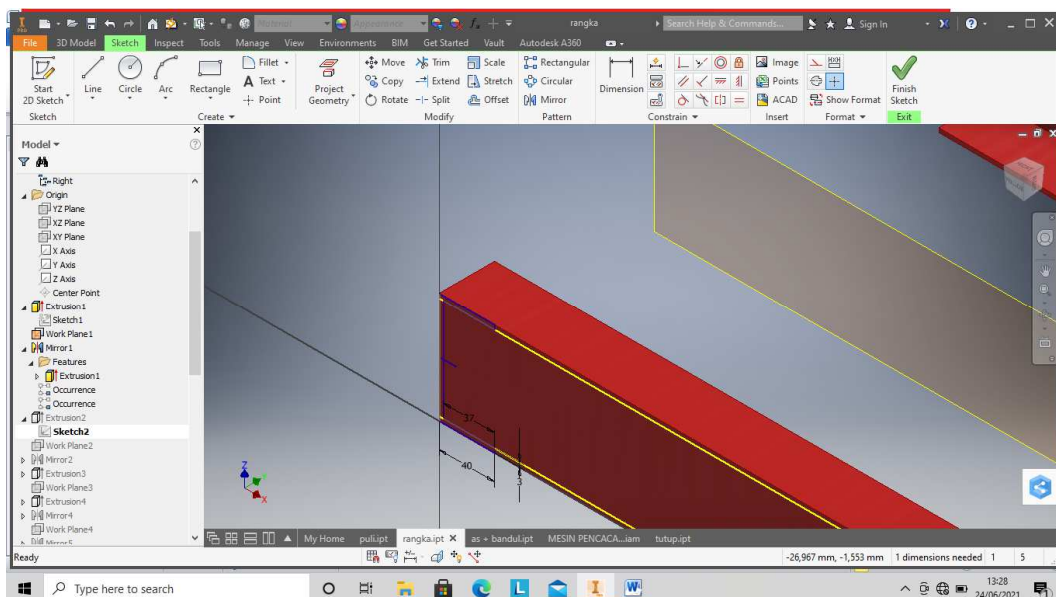 Material
Appearance
rangka
Search Help & Commands...
Sign In
File 3D Model Sketch Inspect Tools Manage View Environments BIM Get Started Vault Autodesk A360
Start 2D Sketch
Line
Circle
Arc
Rectangle
Fillet
Text
Point
Project Geometry
Move
Copy
Rotate
Trim
Extend
Split
Scale
Stretch
Offset
Rectangular
Circular
Mirror
Dimension
Image
Points
ACAD
Show Format
Finish Sketch
Sketch Create Modify Pattern Constrain Insert Format Exit
Model
Right
Origin
YZ Plane
XZ Plane
XY Plane
X Axis
Y Axis
Z Axis
Center Point
Extrusion1
Sketch1
Work Plane1
Mirror1
Features
Extrusion1
Occurrence
Occurrence
Extrusion2
Sketch2
Work Plane2
Mirror2
Extrusion3
Work Plane3
Extrusion4
Mirror4
Work Plane4
Mirror5
37
40
3
Z
X
My Home puli.ipt rangka.ipt as + bandul.ipt MESIN PENCACA...iam tutup.ipt
Ready
-26,967 mm, -1,553 mm 1 dimensions needed 1 5
Type here to search
13:28
24/06/2021